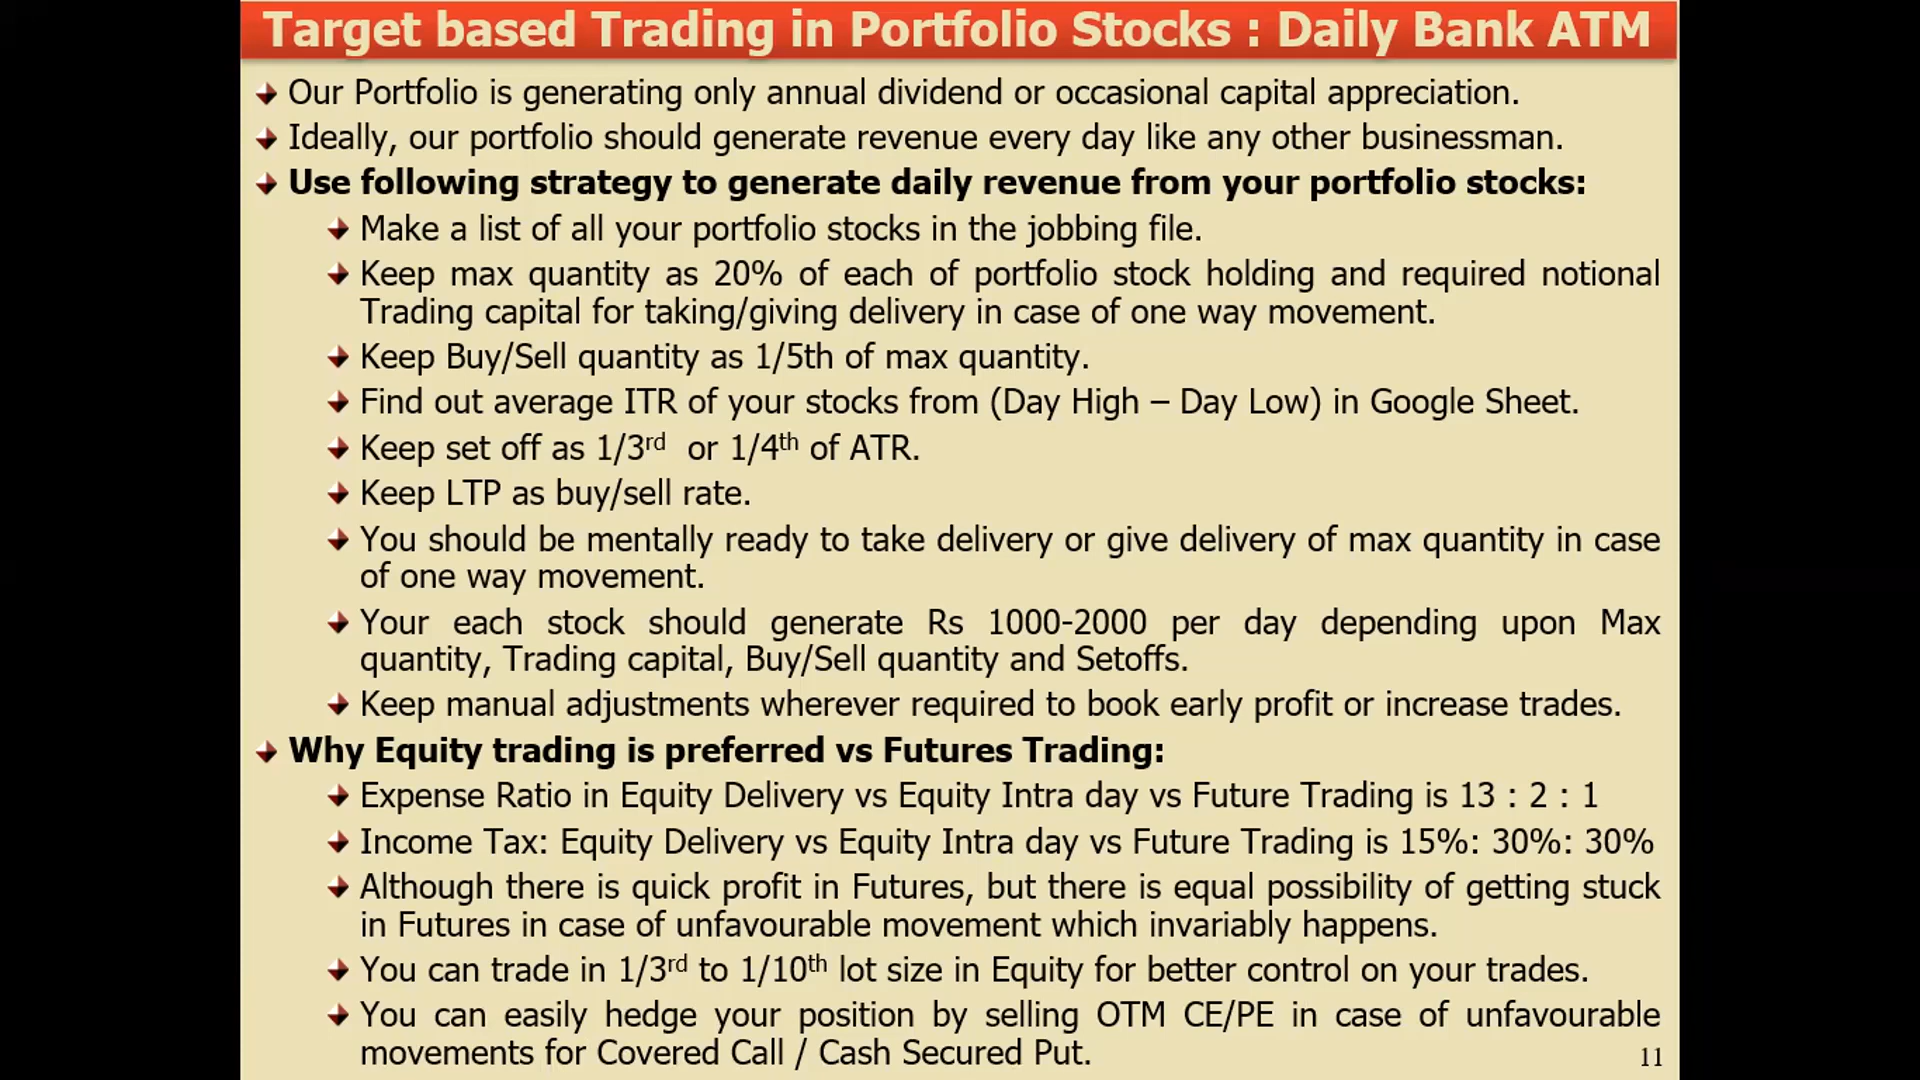 Target based Trading in Portfolio Stocks : Daily Bank ATM
Our Portfolio is generating only annual dividend or occasional capital appreciation.
Ideally, our portfolio should generate revenue every day like any other businessman.
Use following strategy to generate daily revenue from your portfolio stocks:
Make a list of all your portfolio stocks in the jobbing file.
Keep max quantity as 20% of each of portfolio stock holding and required notional
Trading capital for taking/giving delivery in case of one way movement.
Keep Buy/Sell quantity as 1/5th of max quantity.
Find out average ITR of your stocks from (Day High – Day Low) in Google Sheet.
Keep set off as 1/3rd or 1/4th of ATR.
Keep LTP as buy/sell rate.
You should be mentally ready to take delivery or give delivery of max quantity in case
of one way movement.
Your each stock should generate Rs 1000-2000 per day depending upon Max
quantity, Trading capital, Buy/Sell quantity and Setoffs.
Keep manual adjustments wherever required to book early profit or increase trades.
Why Equity trading is preferred vs Futures Trading:
Expense Ratio in Equity Delivery vs Equity Intra day vs Future Trading is 13 : 2 : 1
Income Tax: Equity Delivery vs Equity Intra day vs Future Trading is 15%: 30%: 30%
Although there is quick profit in Futures, but there is equal possibility of getting stuck
in Futures in case of unfavourable movement which invariably happens.
You can trade in 1/3rd to 1/10th lot size in Equity for better control on your trades.
You can easily hedge your position by selling OTM CE/PE in case of unfavourable
movements for Covered Call / Cash Secured Put.
11